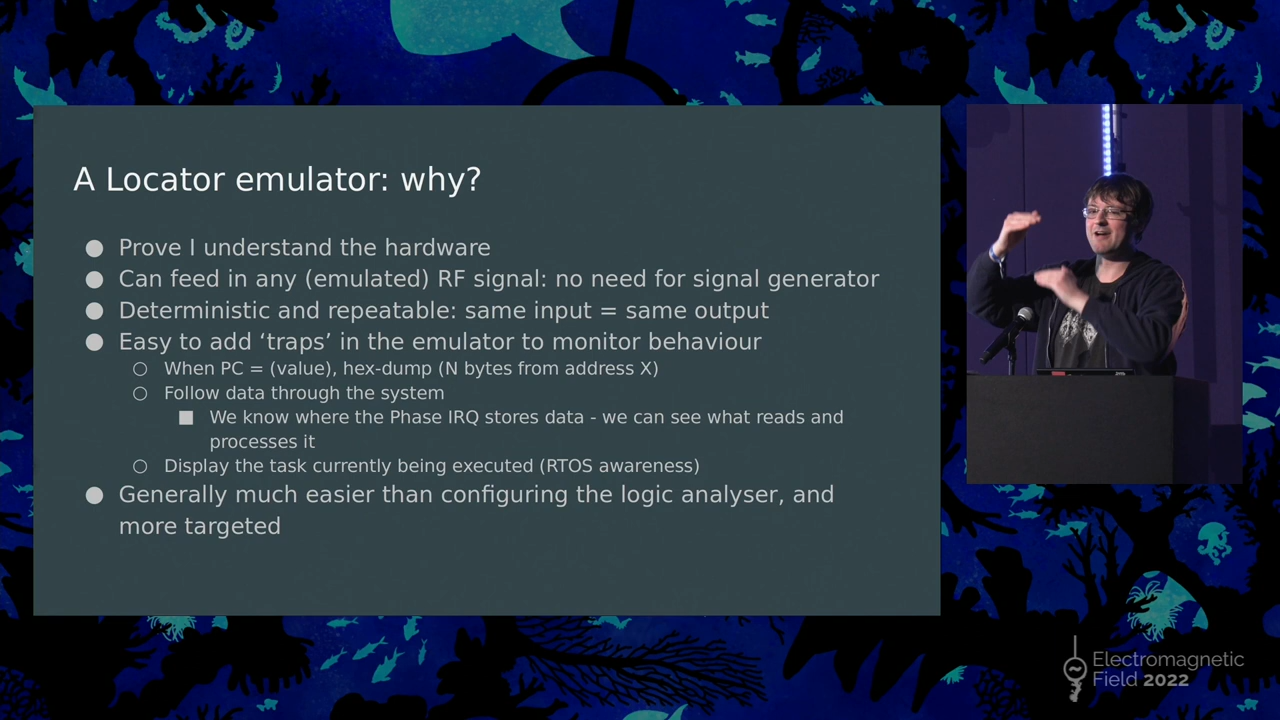 A Locator emulator: why?
● Prove I understand the hardware
● Can feed in any (emulated) RF signal: no need for signal generator
● Deterministic and repeatable: same input = same output
● Easy to add ‘traps’ in the emulator to monitor behaviour
○ When PC = (value), hex-dump (N bytes from address X)
○ Follow data through the system
■ We know where the Phase IRQ stores data - we can see what reads and
processes it
○ Display the task currently being executed (RTOS awareness)
● Generally much easier than configuring the logic analyser, and
more targeted
Electromagnetic
Field 2022